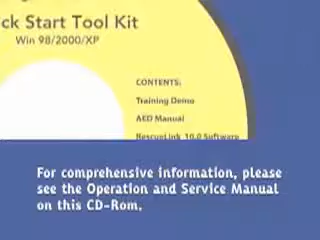 ck Start Tool Kit
Win 98/2000/XP
CONTENTS:
Training Demo
AED Manual
RescueLink 10.0 Software
For comprehensive information, please
see the Operation and Service Manual
on this CD-Rom.